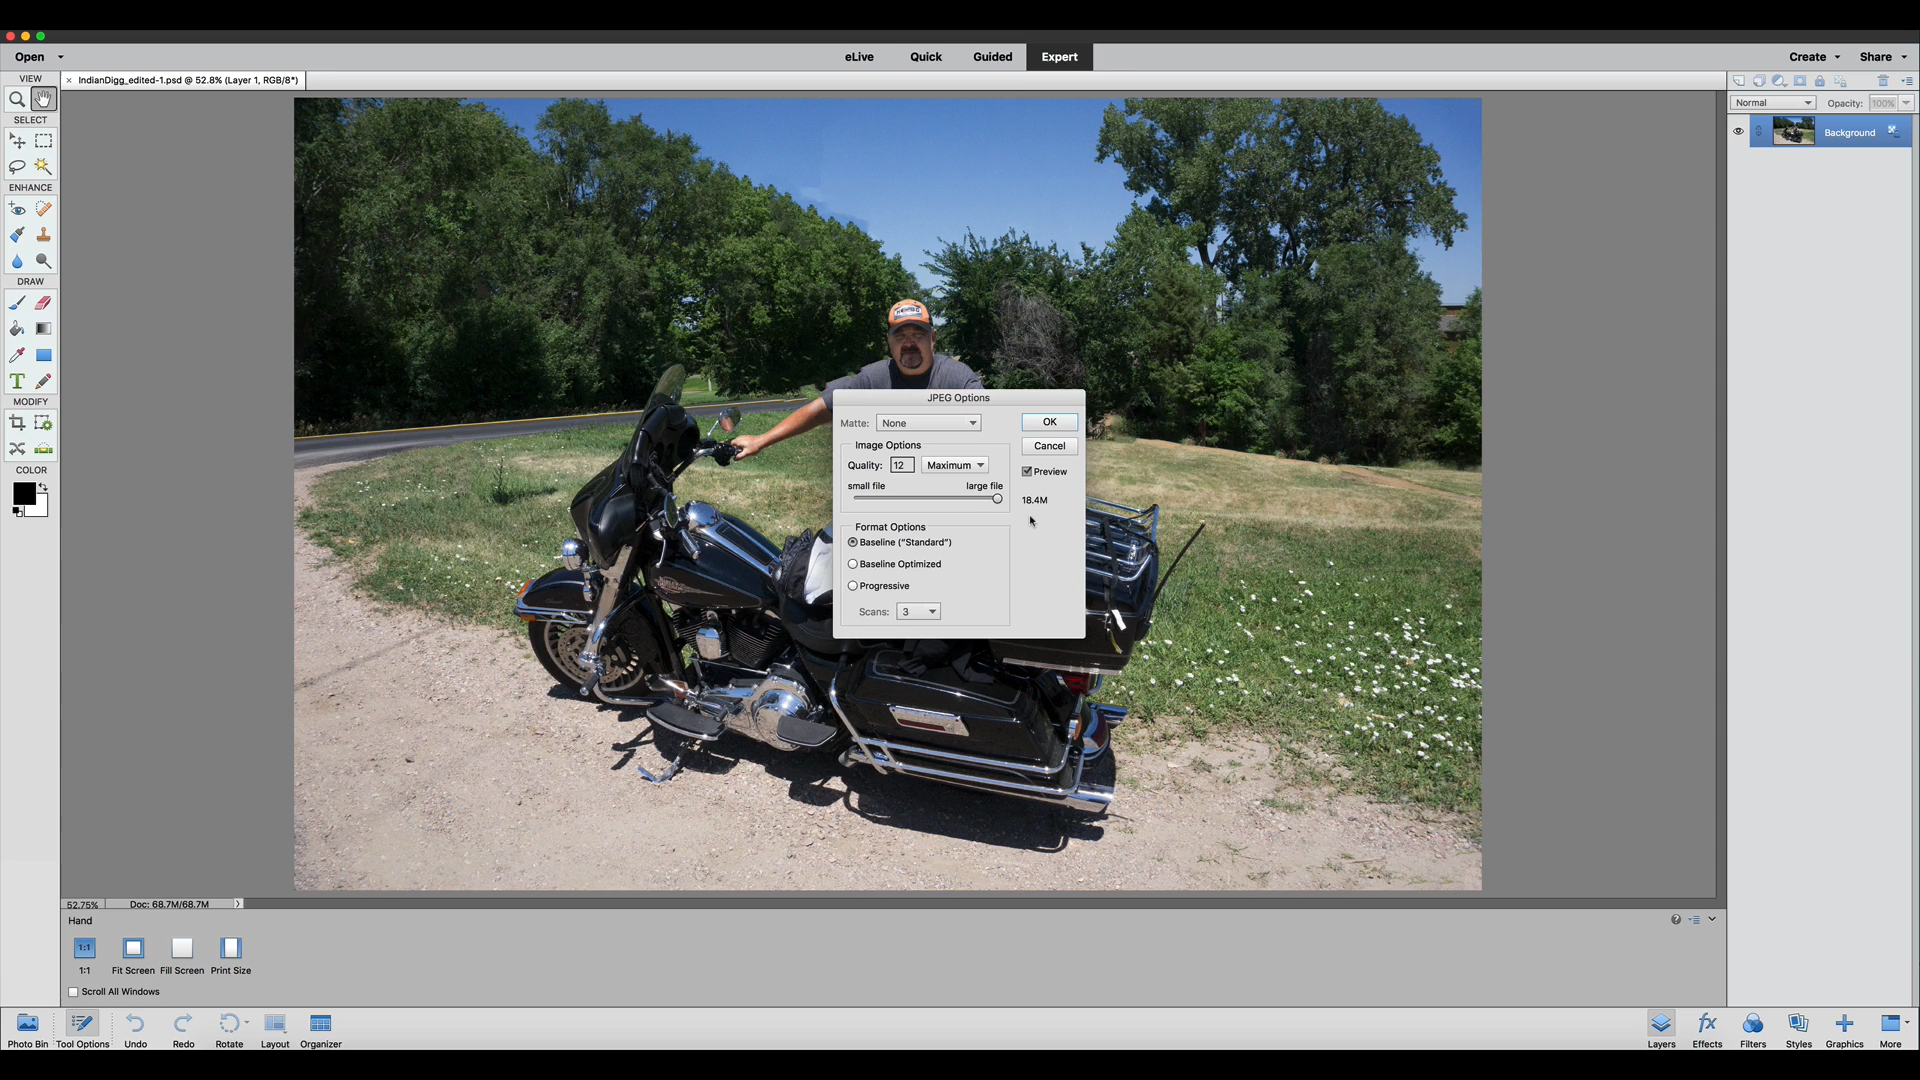 Open
eLive
Quick
Guided
Expert
Create
Share
VIEW
× IndianDigg_edited-1.psd @ 52.8% (Layer 1, RGB/8*)
Normal
Opacity: 100%
SELECT
Background
ENHANCE
DRAW
MODIFY
COLOR
JPEG Options
Matte: None
OK
Image Options
Cancel
Quality: 12 Maximum
Preview
small file large file
18.4M
Format Options
Baseline (“Standard”)
Baseline Optimized
Progressive
Scans: 3
52.75% Doc: 68.7M/68.7M
Hand
1:1
1:1 Fit Screen Fill Screen Print Size
Scroll All Windows
Photo Bin Tool Options Undo Redo Rotate Layout Organizer
fx
Layers Effects Filters Styles Graphics More